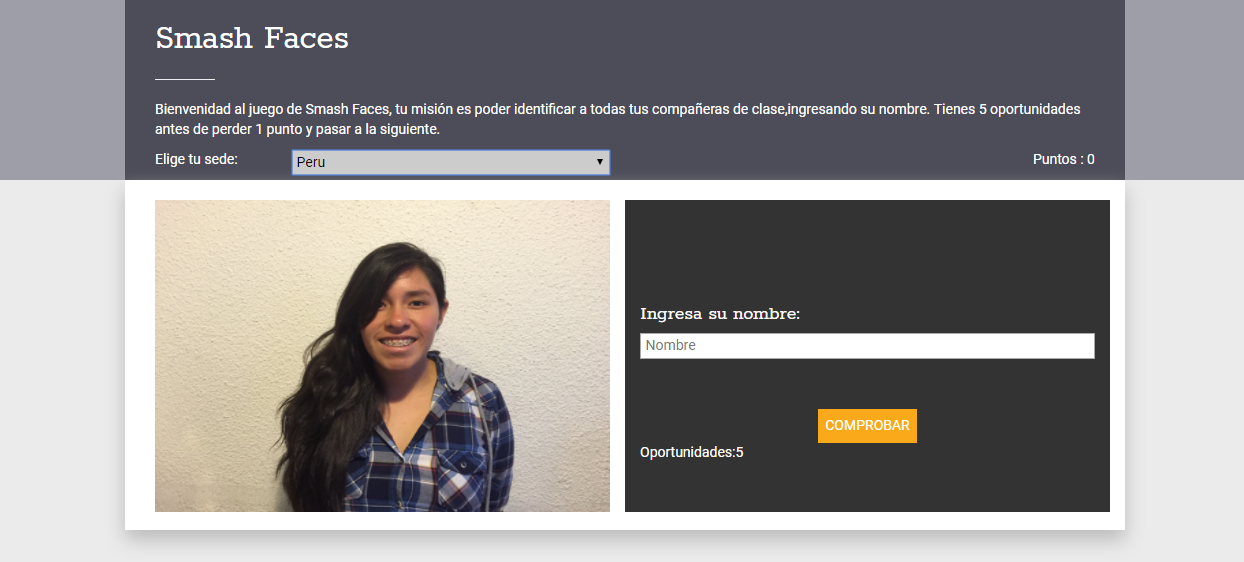 Smash Faces
Bienvenidad al juego de Smash Faces, tu misión es poder identificar a todas tus compañeras de clase,ingresando su nombre. Tienes 5 oportunidades
antes de perder 1 punto y pasar a la siguiente.
Elige tu sede: Peru Puntos : 0
Ingresa su nombre:
Nombre
COMPROBAR
Oportunidades:5